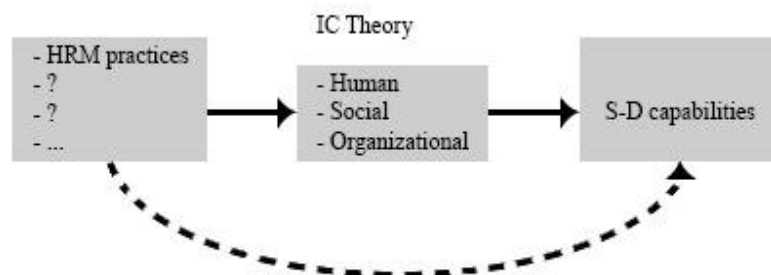 IC Theory
- HRM practices
- ?
- ?
- ...
- Human
- Social
- Organizational
S-D capabilities